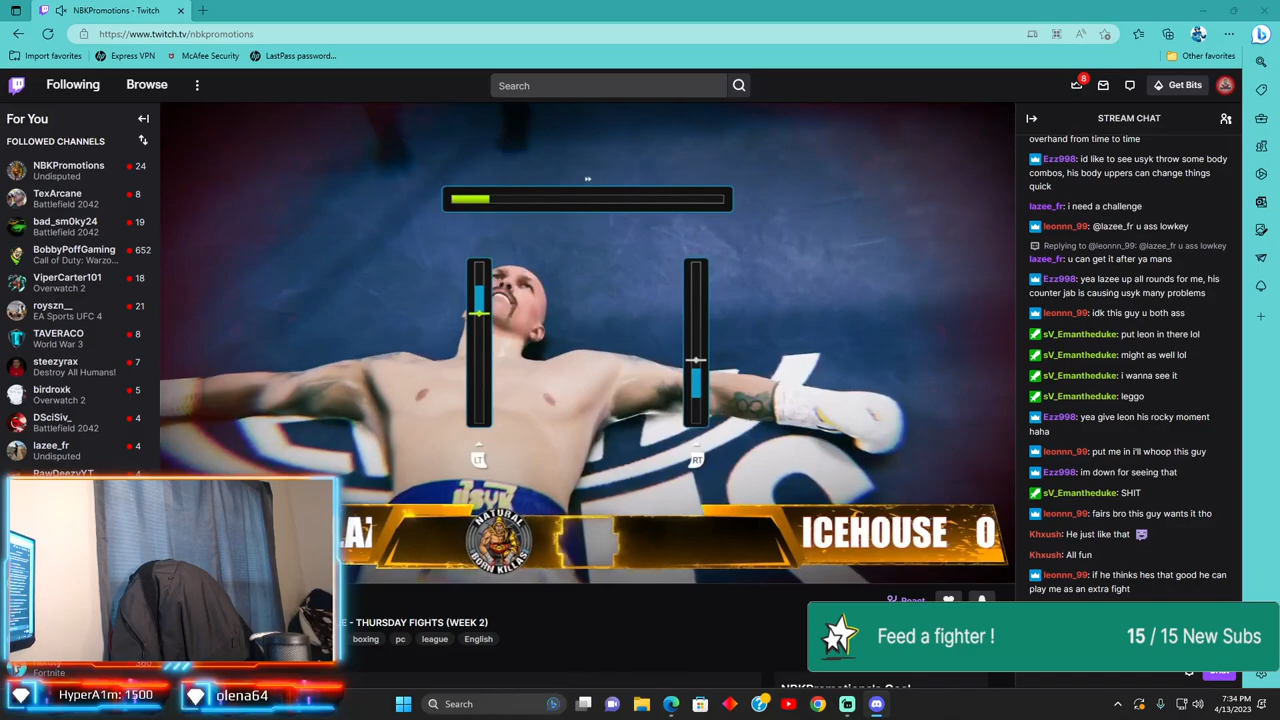 NBKPromotions - Twitch
https://www.twitch.tv/nbkpromotions
Import favorites
Express VPN
McAfee Security
LastPass password...
Other favorites
Following
Browse
Search
8
Get Bits
For You
FOLLOWED CHANNELS
NBKPromotions
24
Undisputed
TexArcane
8
Battlefield 2042
bad_sm0ky24
19
Battlefield 2042
BobbyPoffGaming
652
Call of Duty: Warzo...
ViperCarter101
18
Overwatch 2
royszn__
21
EA Sports UFC 4
TAVERACO
8
World War 3
steezyrax
7
Destroy All Humans!
birdroxk
5
Overwatch 2
DSciSiv_
4
Battlefield 2042
lazee_fr
4
Undisputed
RawDeezyYT
4
360
Fortnite
HyperA1m: 1500
olena64
LT
RT
USYK
NATURAL
BORN KILLAS
ICEHOUSE
O
React
E - THURSDAY FIGHTS (WEEK 2)
boxing
pc
league
English
NBKPromotions's Goal
STREAM CHAT
overhand from time to time
Ezz998: id like to see usyk throw some body
combos, his body uppers can change things
quick
lazee_fr: i need a challenge
leonnn_99: @lazee_fr u ass lowkey
Replying to @leonnn_99: @lazee_fr u ass lowkey
lazee_fr: u can get it after ya mans
Ezz998: yea lazee up all rounds for me, his
counter jab is causing usyk many problems
leonnn_99: idk this guy u both ass
sV_Emantheduke: put leon in there lol
sV_Emantheduke: might as well lol
sV_Emantheduke: i wanna see it
sV_Emantheduke: leggo
Ezz998: yea give leon his rocky moment
haha
leonnn_99: put me in i'll whoop this guy
Ezz998: im down for seeing that
sV_Emantheduke: SHIT
leonnn_99: fairs bro this guy wants it tho
Khxush: He just like that
Khxush: All fun
leonnn_99: if he thinks hes that good he can
play me as an extra fight
Feed a fighter !
15 / 15 New Subs
Chat
Search
7:34 PM
4/13/2023